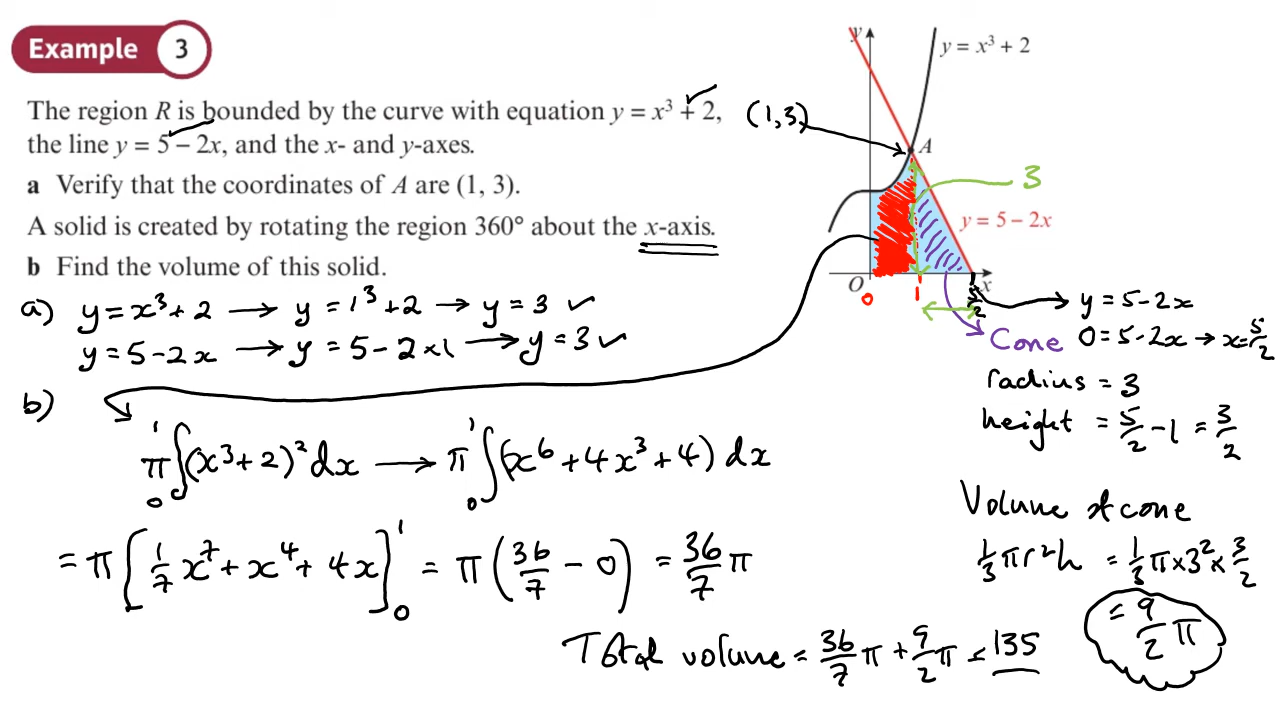 Example 3
The region R is bounded by the curve with equation y = x³ + 2,
the line y = 5 – 2x, and the x- and y-axes.
a Verify that the coordinates of A are (1, 3).
A solid is created by rotating the region 360° about the x-axis.
b Find the volume of this solid.
y
y = x³ + 2
(1,3)
A
3
y = 5 – 2x
O
0
1
5/2
x
a) y = x³ + 2 → y = 1³ + 2 → y = 3 ✓
y = 5 - 2x → y = 5 - 2×1 → y = 3 ✓
y = 5 - 2x
Cone
0 = 5 - 2x → x = 5/2
radius = 3
height = 5/2 - 1 = 3/2
b)
π ∫₀¹ (x³ + 2)² dx → π ∫₀¹ (x⁶ + 4x³ + 4) dx
= π [1/7 x⁷ + x⁴ + 4x]₀¹ = π (36/7 - 0) = 36/7 π
Volume of cone
1/3 πr²h = 1/3 π × 3² × 3/2
= 9/2 π
Total volume = 36/7 π + 9/2 π = 135